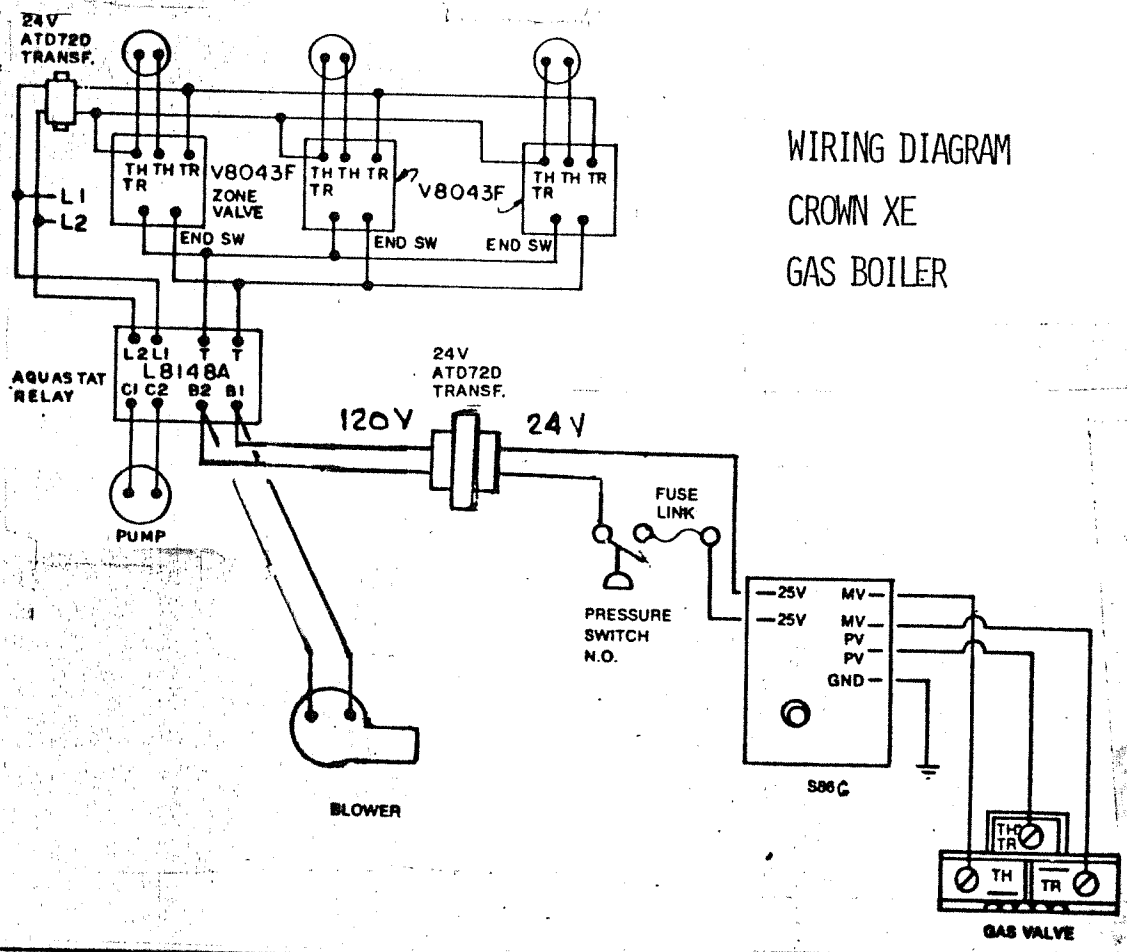 24V
ATD72D
TRANSF.
WIRING DIAGRAM
CROWN XE
GAS BOILER
TH TH TR
TR
V8043F
ZONE
VALVE
TH TH TR
TR
V8043F
TH TH TR
TR
L1
L2
END SW
END SW
END SW
L2 L1 T T
L8148A
C1 C2 B2 B1
AQUASTAT
RELAY
24V
ATD72D
TRANSF.
120V
24V
PUMP
FUSE
LINK
PRESSURE
SWITCH
N.O.
25V
25V
MV
MV
PV
PV
GND
S86G
BLOWER
TH
TR
TH
TR
GAS VALVE